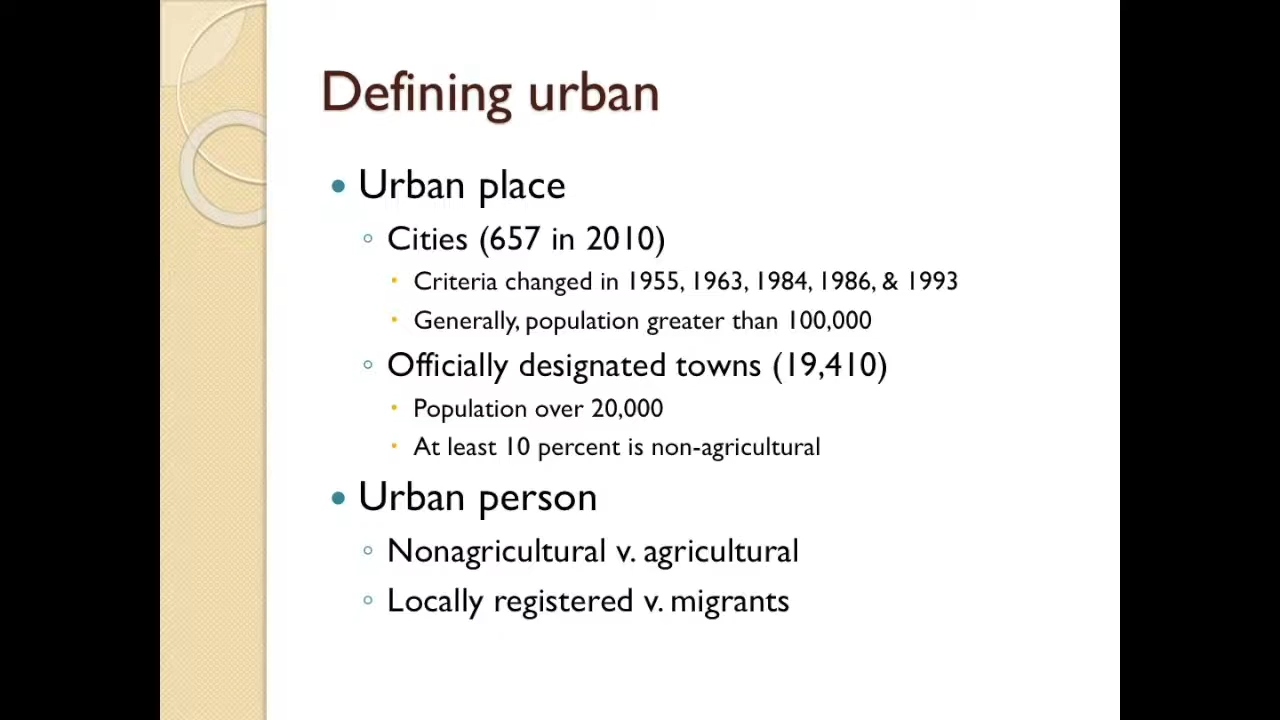 Defining urban
• Urban place
◦ Cities (657 in 2010)
• Criteria changed in 1955, 1963, 1984, 1986, & 1993
• Generally, population greater than 100,000
◦ Officially designated towns (19,410)
• Population over 20,000
• At least 10 percent is non-agricultural
• Urban person
◦ Nonagricultural v. agricultural
◦ Locally registered v. migrants